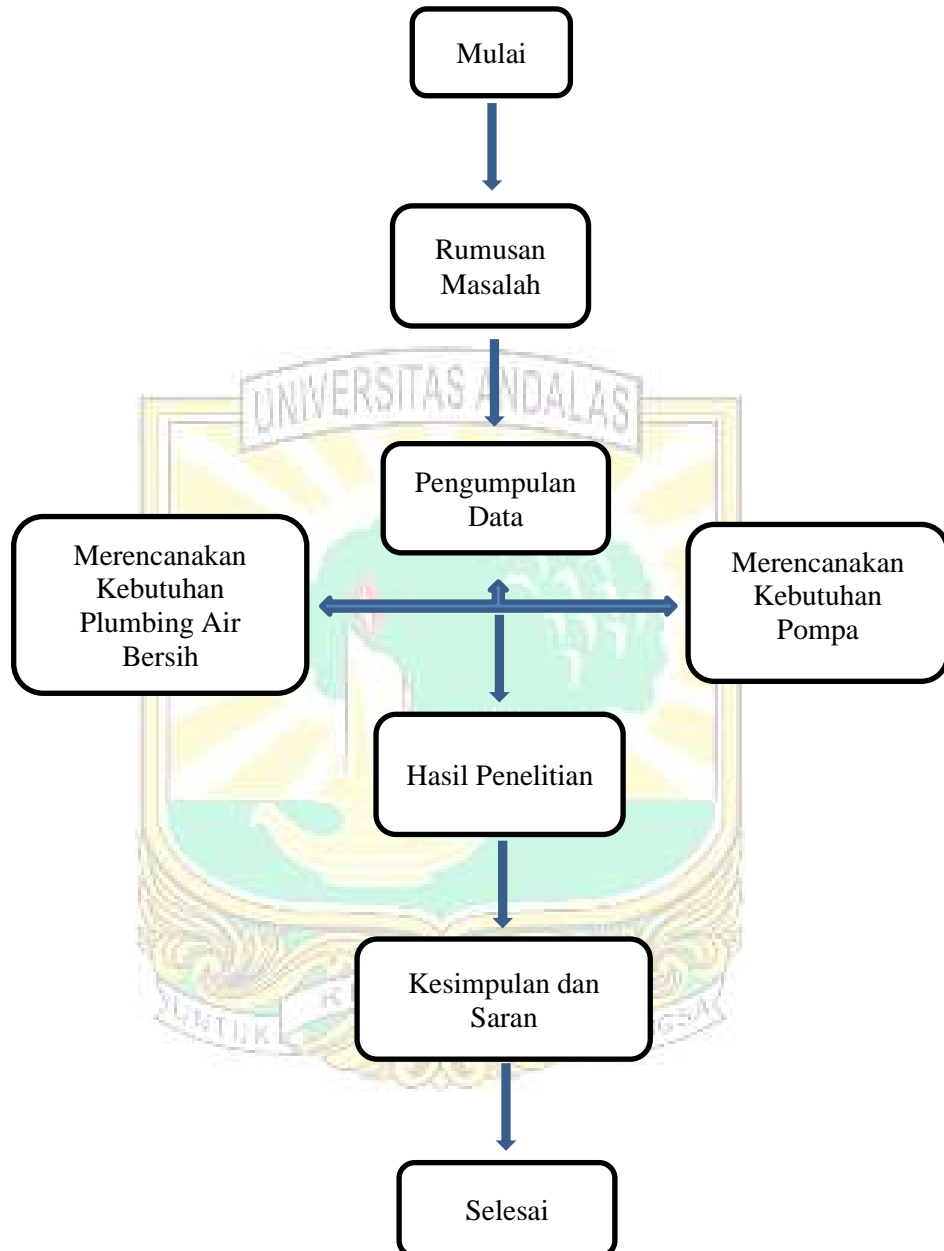 Mulai
Rumusan
Masalah
UNIVERSITAS ANDALAS
Pengumpulan
Data
Merencanakan
Kebutuhan
Plumbing Air
Bersih
Merencanakan
Kebutuhan
Pompa
Hasil Penelitian
Kesimpulan dan
Saran
UNTUK
Selesai